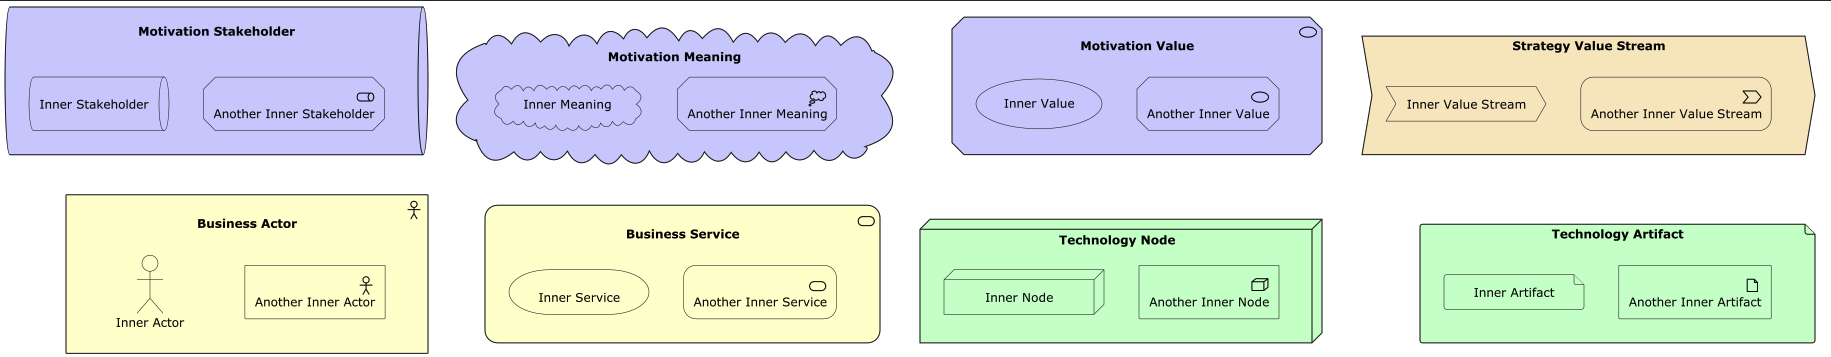 Motivation Stakeholder
Inner Stakeholder
Another Inner Stakeholder
Motivation Meaning
Inner Meaning
Another Inner Meaning
Motivation Value
Inner Value
Another Inner Value
Strategy Value Stream
Inner Value Stream
Another Inner Value Stream
Business Actor
Inner Actor
Another Inner Actor
Business Service
Inner Service
Another Inner Service
Technology Node
Inner Node
Another Inner Node
Technology Artifact
Inner Artifact
Another Inner Artifact